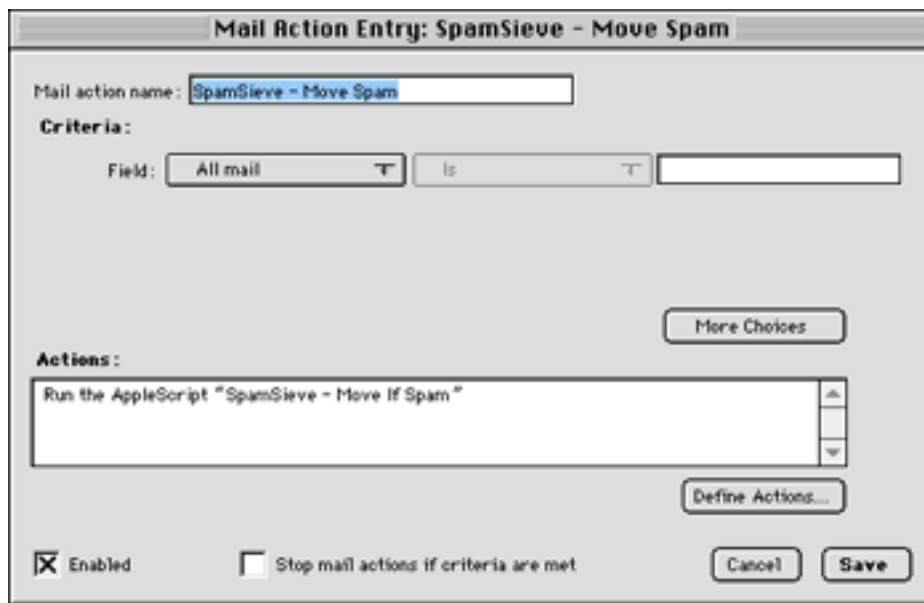 Mail Action Entry: SpamSieve - Move Spam
Mail action name: SpamSieve - Move Spam
Criteria:
Field: All mail Is
More Choices
Actions:
Run the AppleScript "SpamSieve - Move If Spam"
Define Actions...
Enabled Stop mail actions if criteria are met Cancel Save